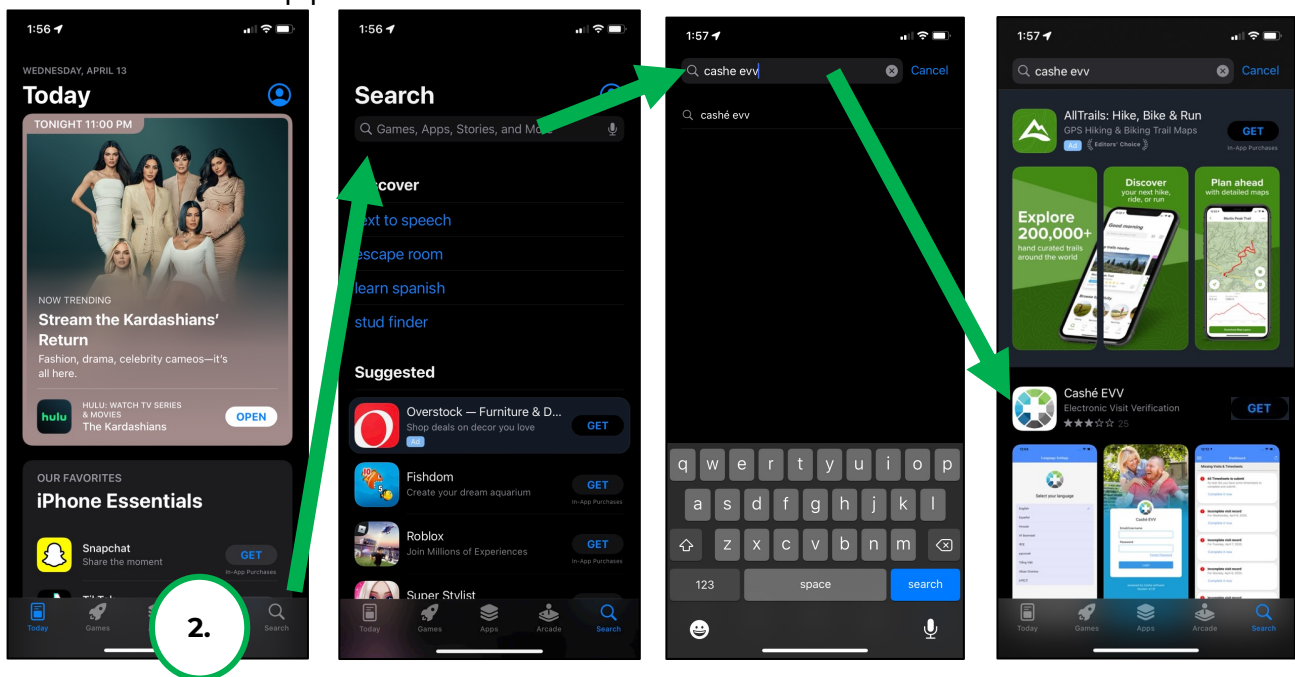 1:56
WEDNESDAY, APRIL 13
Today
TONIGHT 11:00 PM
NOW TRENDING
Stream the Kardashians'
Return
Fashion, drama, celebrity cameos—it's
all here.
hulu
HULU: WATCH TV SERIES
& MOVIES
The Kardashians
OPEN
OUR FAVORITES
iPhone Essentials
Snapchat
Share the moment
GET
In-App Purchases
Today
Games
Search
2.
1:56
Search
Games, Apps, Stories, and
text to speech
escape room
learn spanish
stud finder
Suggested
Overstock — Furniture & D...
Shop deals on decor you love
Ad
GET
Fishdom
Create your dream aquarium
GET
In-App Purchases
Roblox
Join Millions of Experiences
GET
In-App Purchases
Super Stylist
Today
Games
Apps
Arcade
Search
1:57
cashe evv
Cancel
cashé evv
q w e r t y u i o p
a s d f g h j k l
z x c v b n m
123
space
search
1:57
cashe evv
Cancel
AllTrails: Hike, Bike & Run
GPS Hiking & Biking Trail Maps
Ad
Editors' Choice
GET
In-App Purchases
Explore
200,000+
hand curated trails
around the world
Discover
your next hike,
ride, or run
Good morning
Plan ahead
with detailed maps
Cashé EVV
Electronic Visit Verification
25
GET
Select your language
Cashé EVV
Today
Games
Apps
Arcade
Search